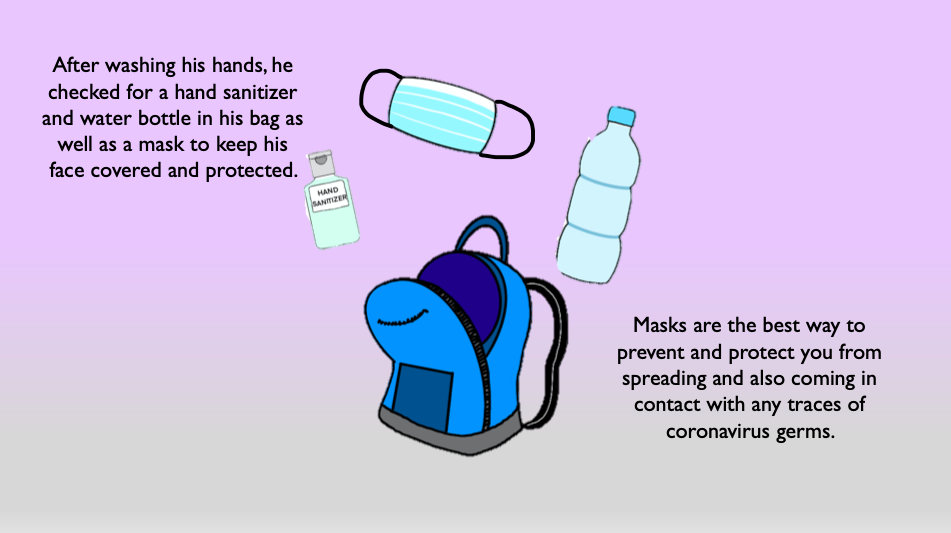 After washing his hands, he
checked for a hand sanitizer
and water bottle in his bag as
well as a mask to keep his
face covered and protected.
HAND
SANITIZER
Masks are the best way to
prevent and protect you from
spreading and also coming in
contact with any traces of
coronavirus germs.